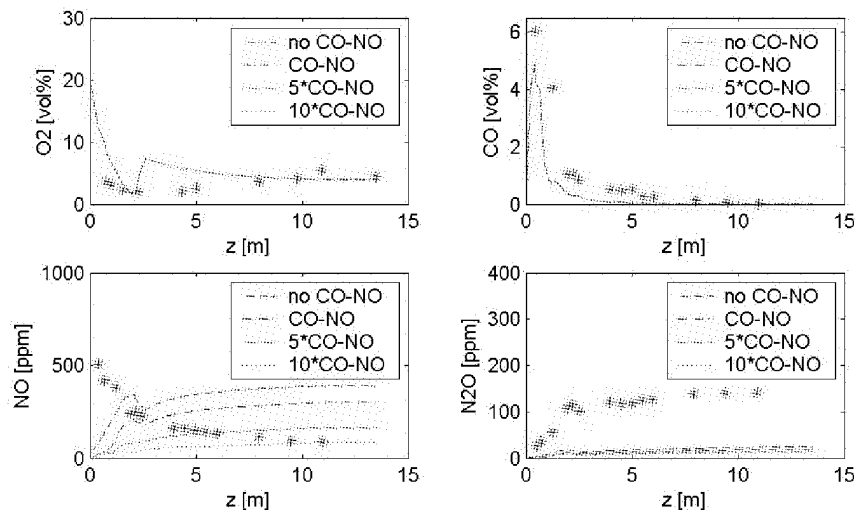 30
20
10
0
O2 [vol%]
no CO-NO
CO-NO
5*CO-NO
10*CO-NO
0 5 10 15
z [m]
6
4
2
0
CO [vol%]
no CO-NO
CO-NO
5*CO-NO
10*CO-NO
0 5 10 15
z [m]
1000
500
0
NO [ppm]
no CO-NO
CO-NO
5*CO-NO
10*CO-NO
0 5 10 15
z [m]
400
300
200
100
0
N2O [ppm]
no CO-NO
CO-NO
5*CO-NO
10*CO-NO
0 5 10 15
z [m]